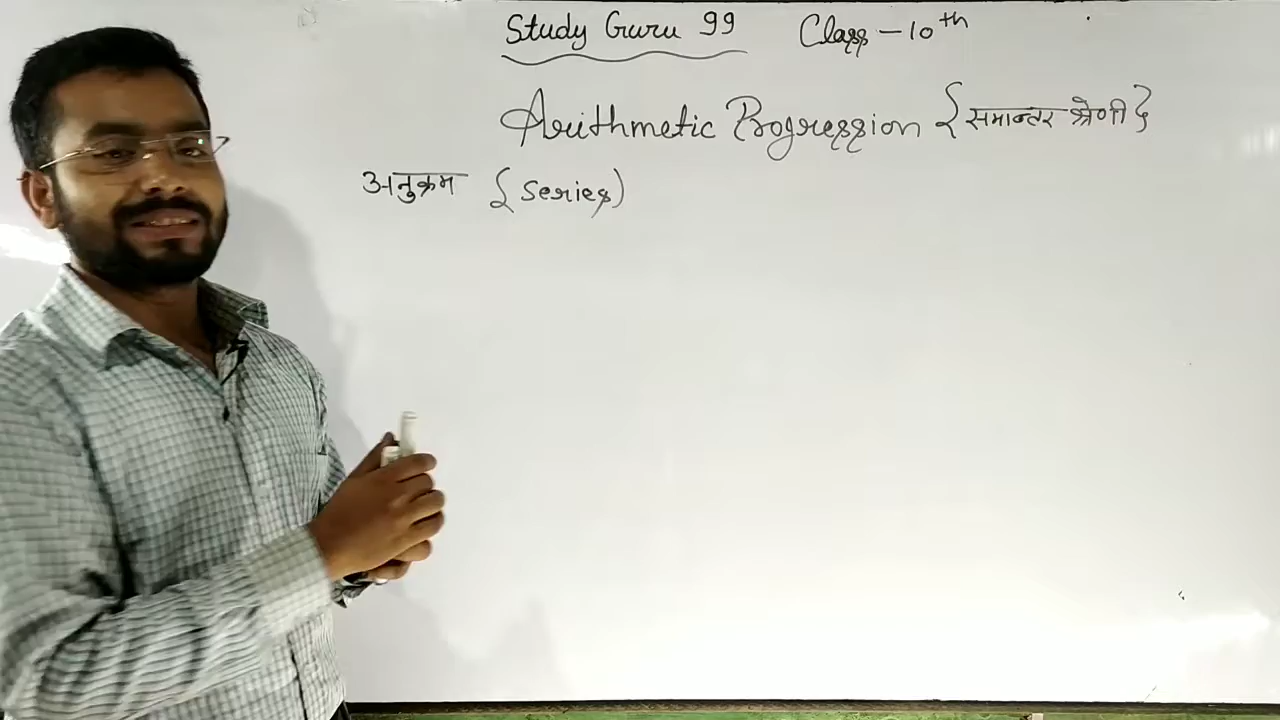 Study Guru 99 Class - 10th
Arithmetic Progression {समान्तर श्रेणी}
अनुक्रम {series)